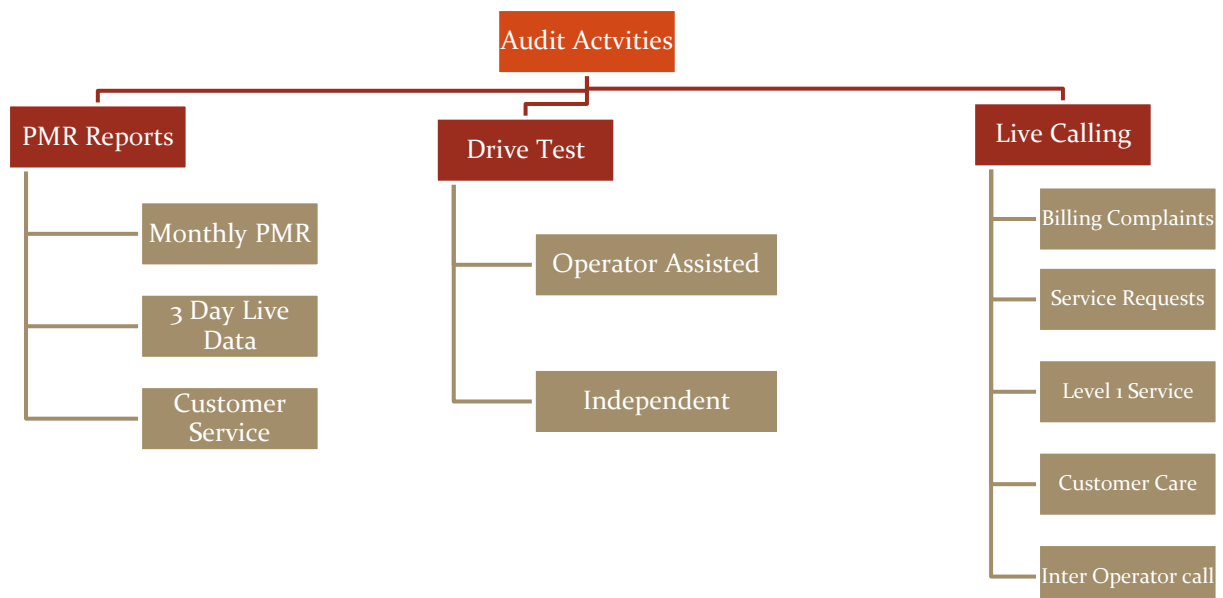 Audit Actvities
PMR Reports
Monthly PMR
3 Day Live
Data
Customer
Service
Drive Test
Operator Assisted
Independent
Live Calling
Billing Complaints
Service Requests
Level 1 Service
Customer Care
Inter Operator call